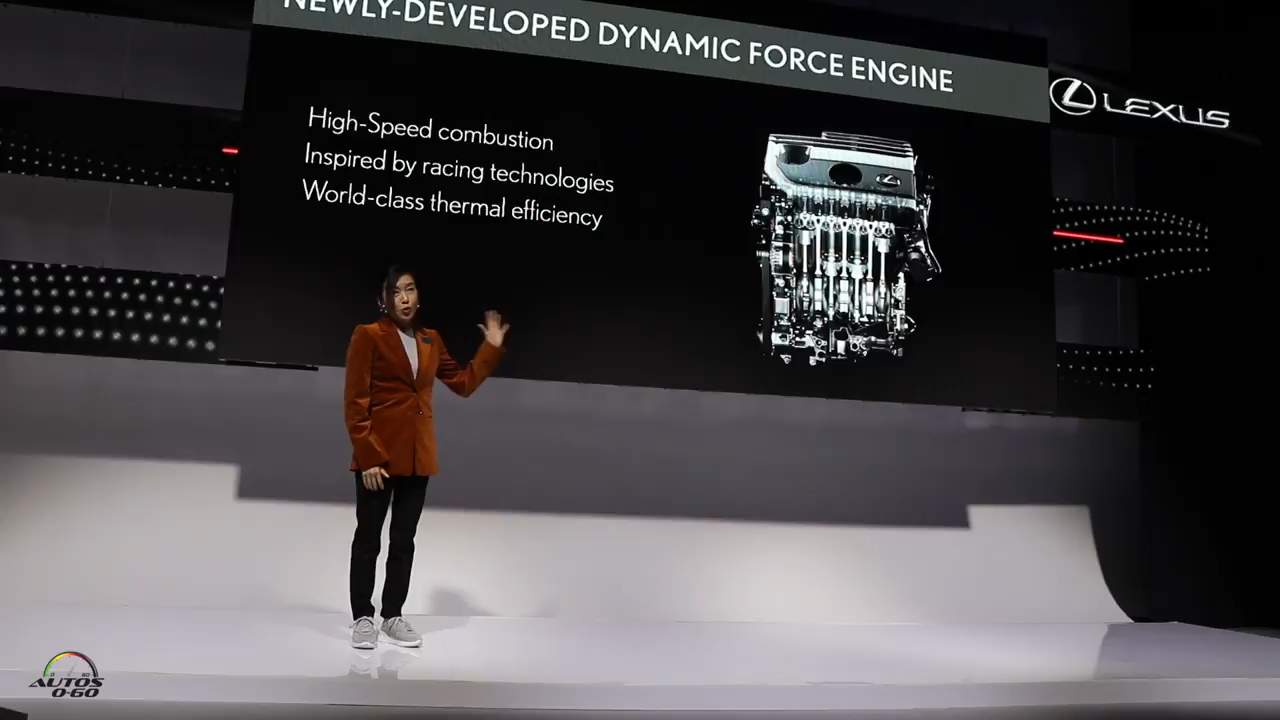 NEWLY-DEVELOPED DYNAMIC FORCE ENGINE
High-Speed combustion
Inspired by racing technologies
World-class thermal efficiency
LEXUS
AUTOS
0-60